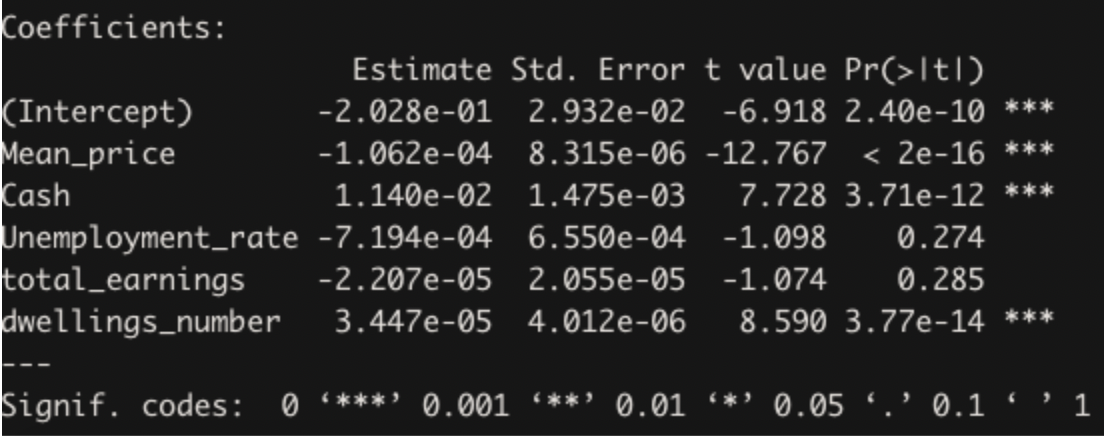 Coefficients:
Estimate Std. Error t value Pr(>|t|)
(Intercept) -2.028e-01 2.932e-02 -6.918 2.40e-10 ***
Mean_price -1.062e-04 8.315e-06 -12.767 < 2e-16 ***
Cash 1.140e-02 1.475e-03 7.728 3.71e-12 ***
Unemployment_rate -7.194e-04 6.550e-04 -1.098 0.274
total_earnings -2.207e-05 2.055e-05 -1.074 0.285
dwellings_number 3.447e-05 4.012e-06 8.590 3.77e-14 ***
---
Signif. codes: 0 ‘***’ 0.001 ‘**’ 0.01 ‘*’ 0.05 ‘.’ 0.1 ‘ ’ 1